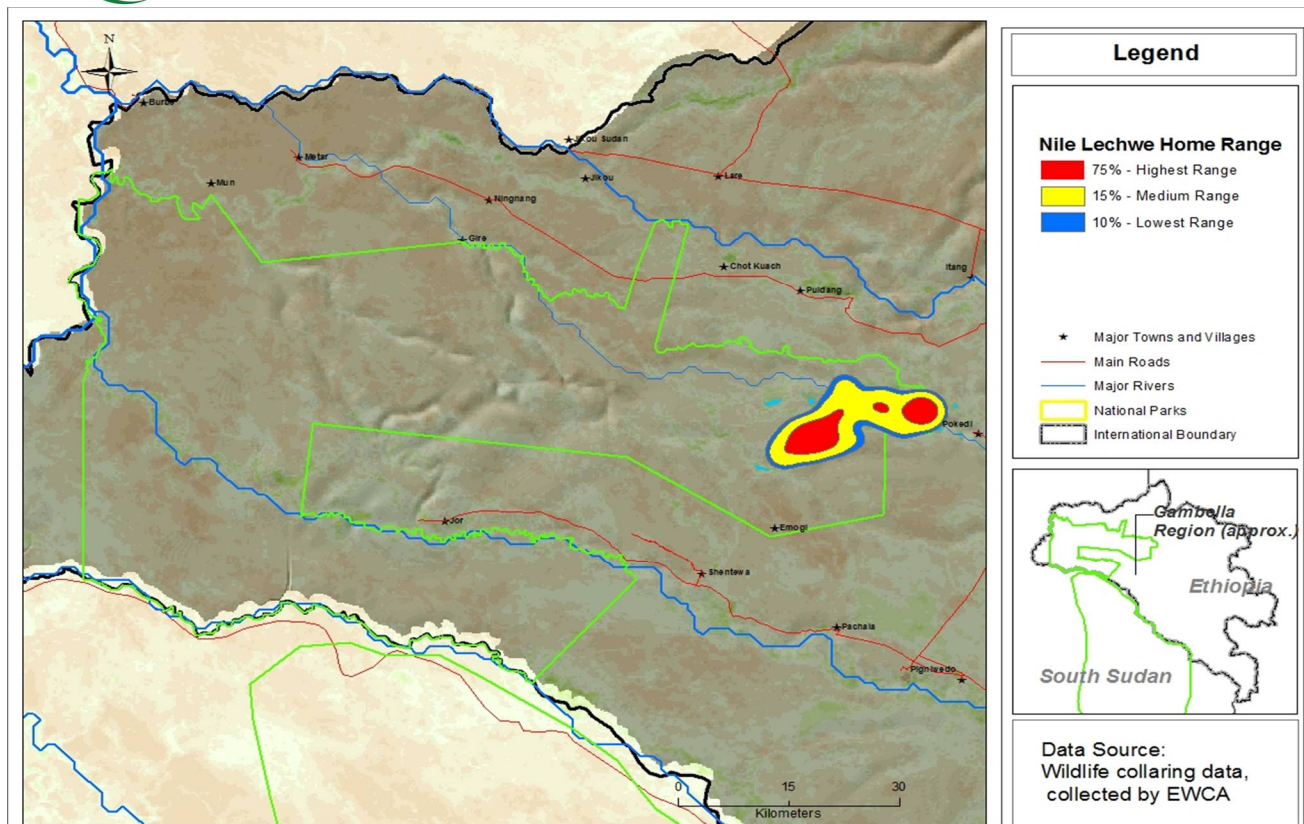 N
Burbe
Jikou Sudan
Metar
Mun
Jikou
Lare
Ningnang
Gire
Chot Kuach
Itang
Puldang
Pokedi
Jor
Emogi
Shentewa
Pachala
Pigniwedo
0 15 30
Kilometers
Legend
Nile Lechwe Home Range
75% - Highest Range
15% - Medium Range
10% - Lowest Range
Major Towns and Villages
Main Roads
Major Rivers
National Parks
International Boundary
Gambella
Region (approx.)
Ethiopia
South Sudan
Data Source:
Wildlife collaring data,
collected by EWCA